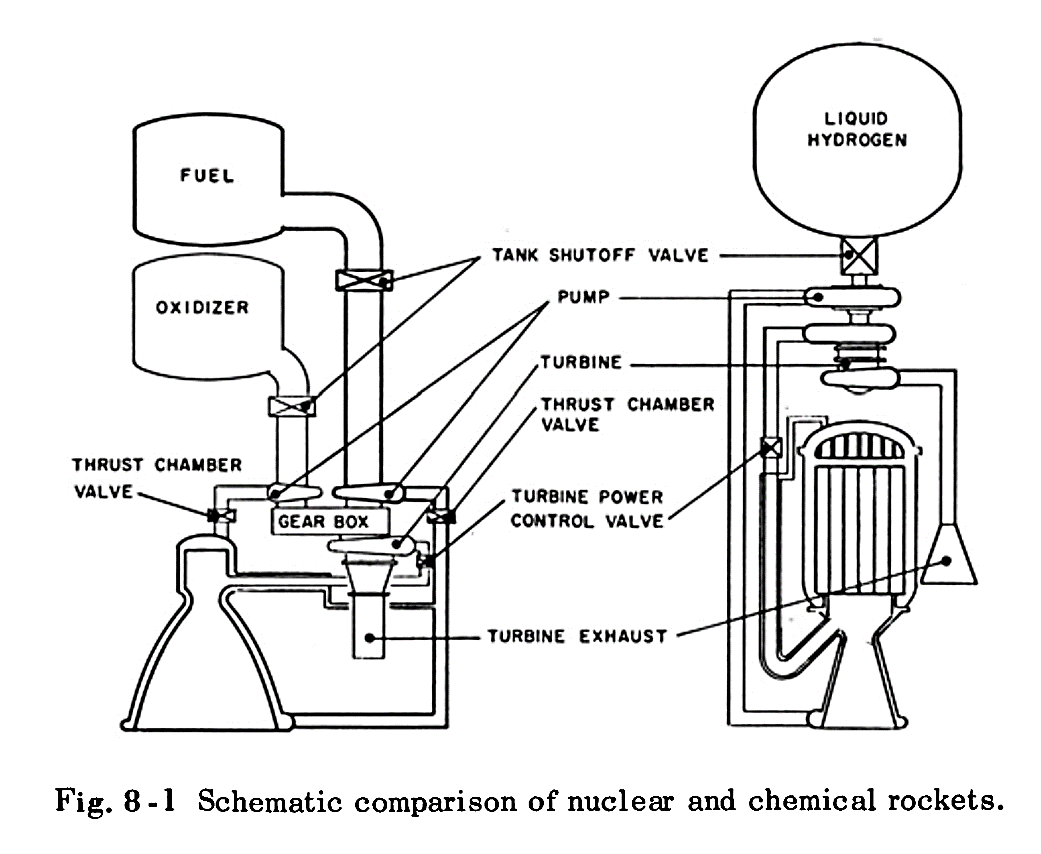 LIQUID
HYDROGEN
FUEL
TANK SHUTOFF VALVE
OXIDIZER
PUMP
TURBINE
THRUST CHAMBER
VALVE
THRUST CHAMBER
VALVE
TURBINE POWER
CONTROL VALVE
GEAR BOX
TURBINE EXHAUST
Fig. 8-1 Schematic comparison of nuclear and chemical rockets.